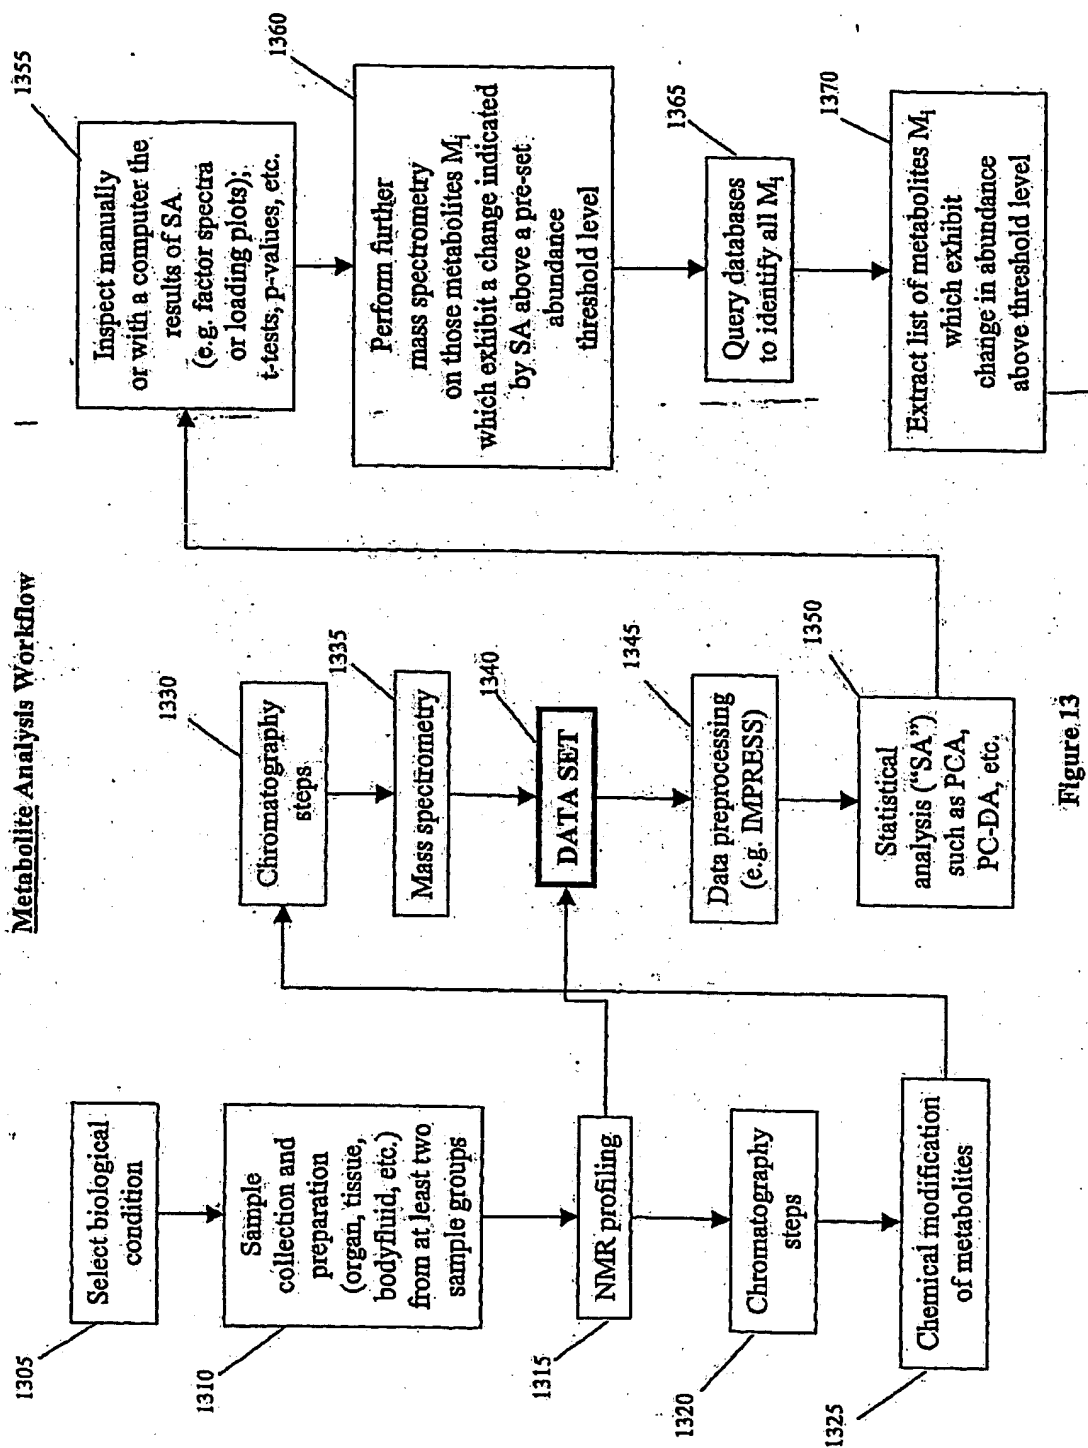 Metabolite Analysis Workflow
1305
Select biological
condition
1310
Sample
collection and
preparation
(organ, tissue,
bodyfluid, etc.)
from at least two
sample groups
1315
NMR profiling
1320
Chromatography
steps
1325
Chemical modification
of metabolites
1330
Chromatography
steps
1335
Mass spectrometry
1340
DATA SET
1345
Data preprocessing
(e.g. IMPRESS)
1350
Statistical
analysis ("SA")
such as PCA,
PC-DA, etc.
1355
Inspect manually
or with a computer the
results of SA
(e.g. factor spectra
or loading plots);
t-tests, p-values, etc.
1360
Perform further
mass spectrometry
on those metabolites Mi
which exhibit a change indicated
by SA above a pre-set
abundance
threshold level
1365
Query databases
to identify all Mi
1370
Extract list of metabolites Mi
which exhibit
change in abundance
above threshold level
Figure 13